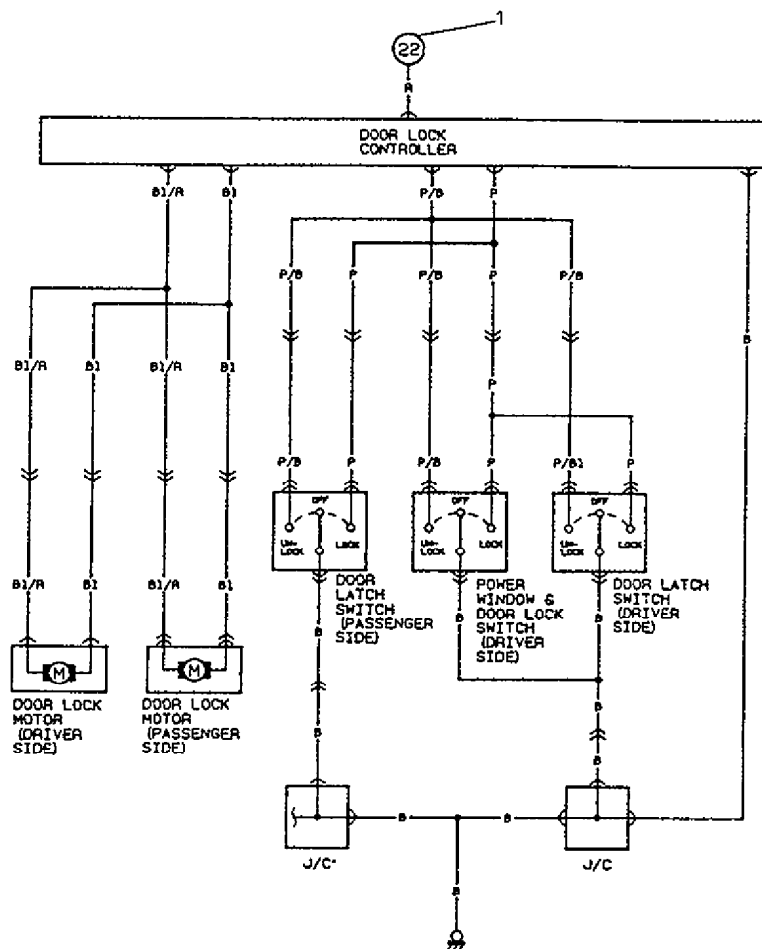 1
22
R
DOOR LOCK
CONTROLLER
Bl/R
Bl
P/B
P
P/B
P
P/B
P
P/B
B
Bl/R
Bl
Bl/R
Bl
P
P/B
P
P/B
P
P/Bl
P
OFF
UN-
LOCK
LOCK
OFF
UN-
LOCK
LOCK
OFF
UN-
LOCK
LOCK
Bl/R
Bl
Bl/R
Bl
DOOR
LATCH
SWITCH
(PASSENGER
SIDE)
POWER
WINDOW &
DOOR LOCK
SWITCH
(DRIVER
SIDE)
DOOR LATCH
SWITCH
(DRIVER
SIDE)
B
B
B
M
M
DOOR LOCK
MOTOR
(DRIVER
SIDE)
DOOR LOCK
MOTOR
(PASSENGER
SIDE)
B
B
B
B
B
J/C*
J/C
B